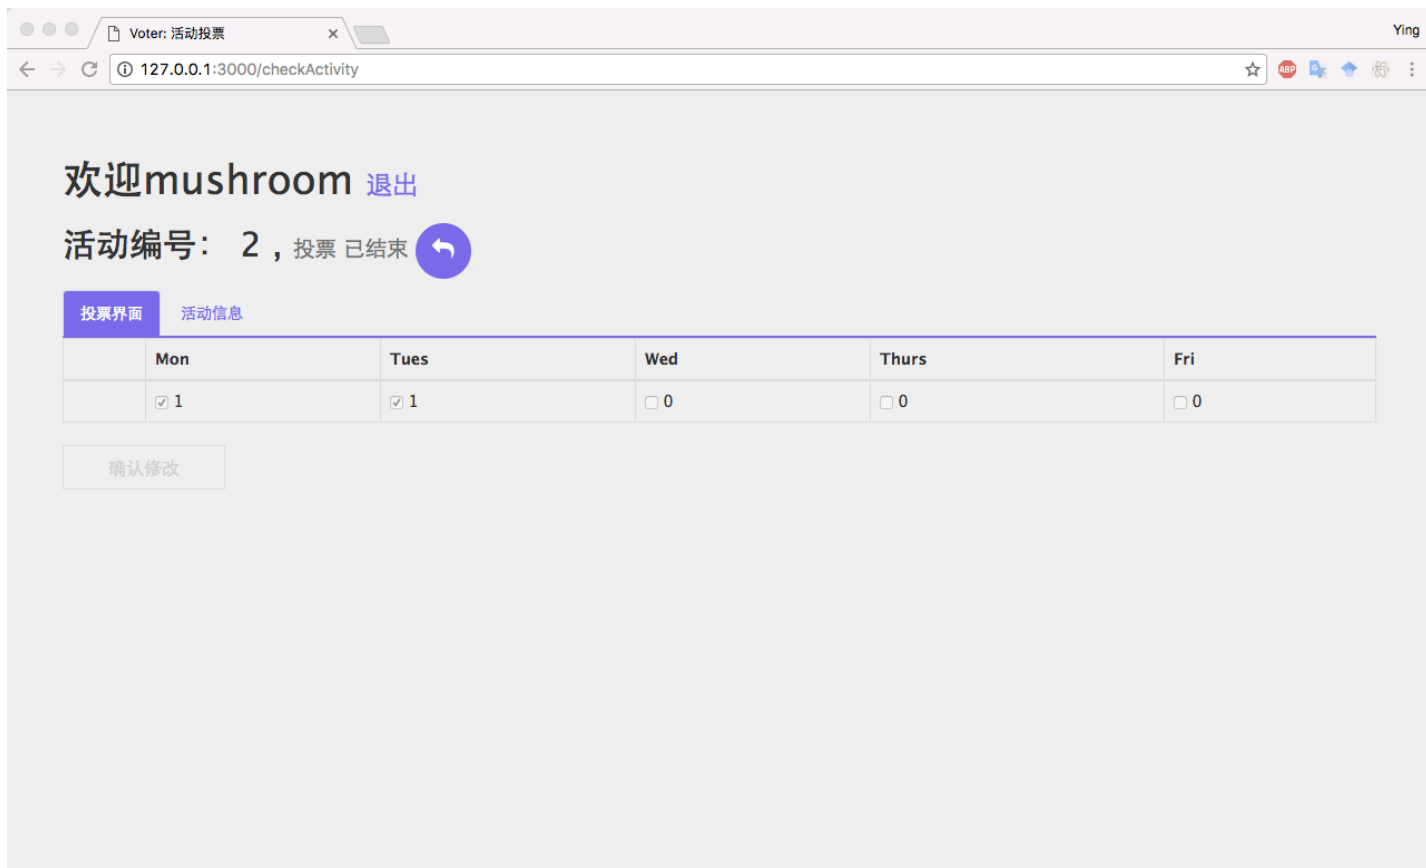 Voter: 活动投票
Ying
127.0.0.1:3000/checkActivity
ABP
欢迎mushroom 退出
活动编号： 2 , 投票 已结束
投票界面 活动信息
Mon Tues Wed Thurs Fri
1 1 0 0 0
确认修改